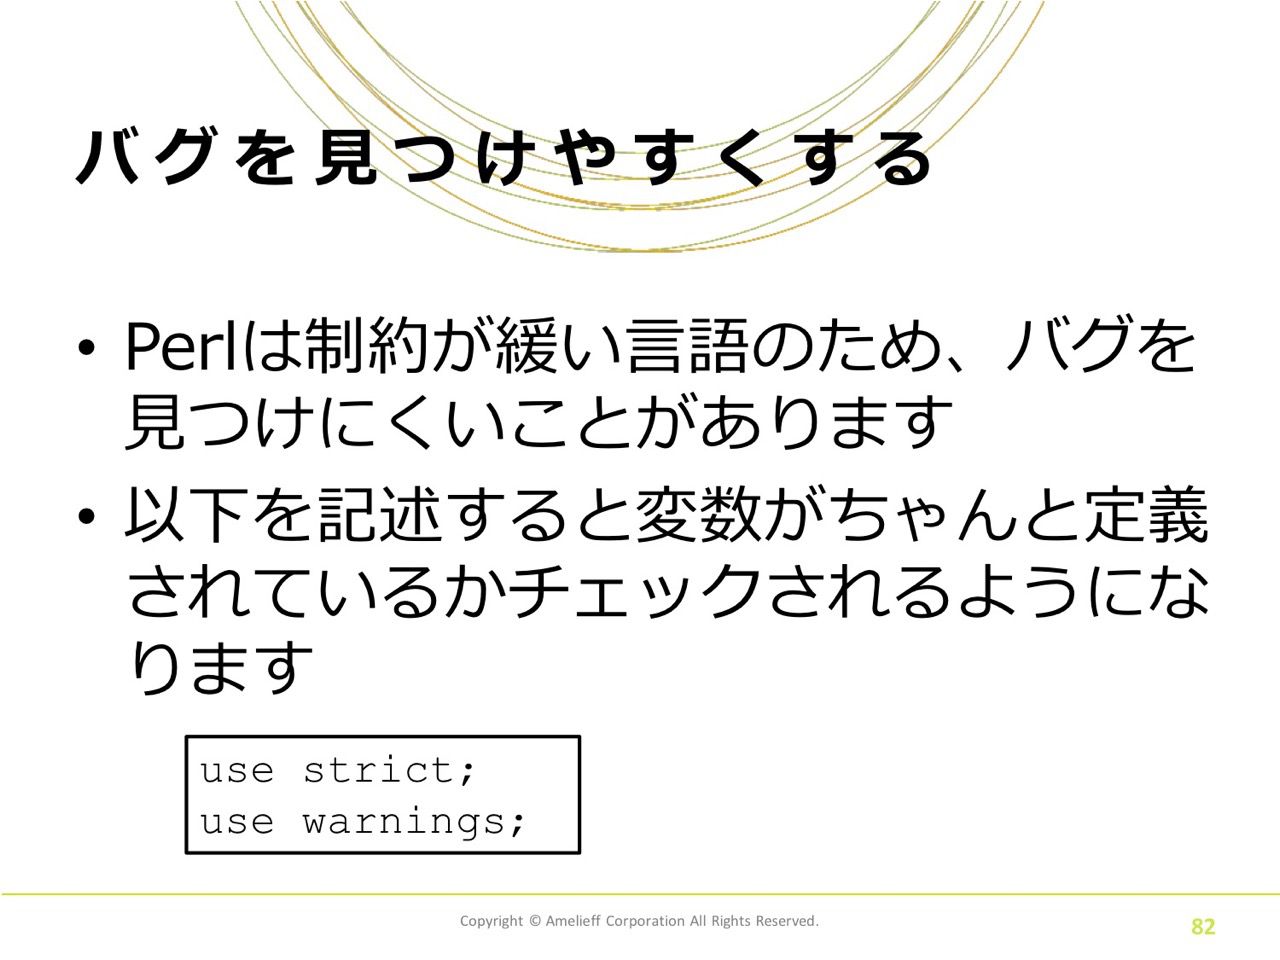 バグを見つけやすくする
• Perlは制約が緩い言語のため、バグを
見つけにくいことがあります
• 以下を記述すると変数がちゃんと定義
されているかチェックされるようにな
ります
use strict;
use warnings;
Copyright © Amelieff Corporation All Rights Reserved.
82